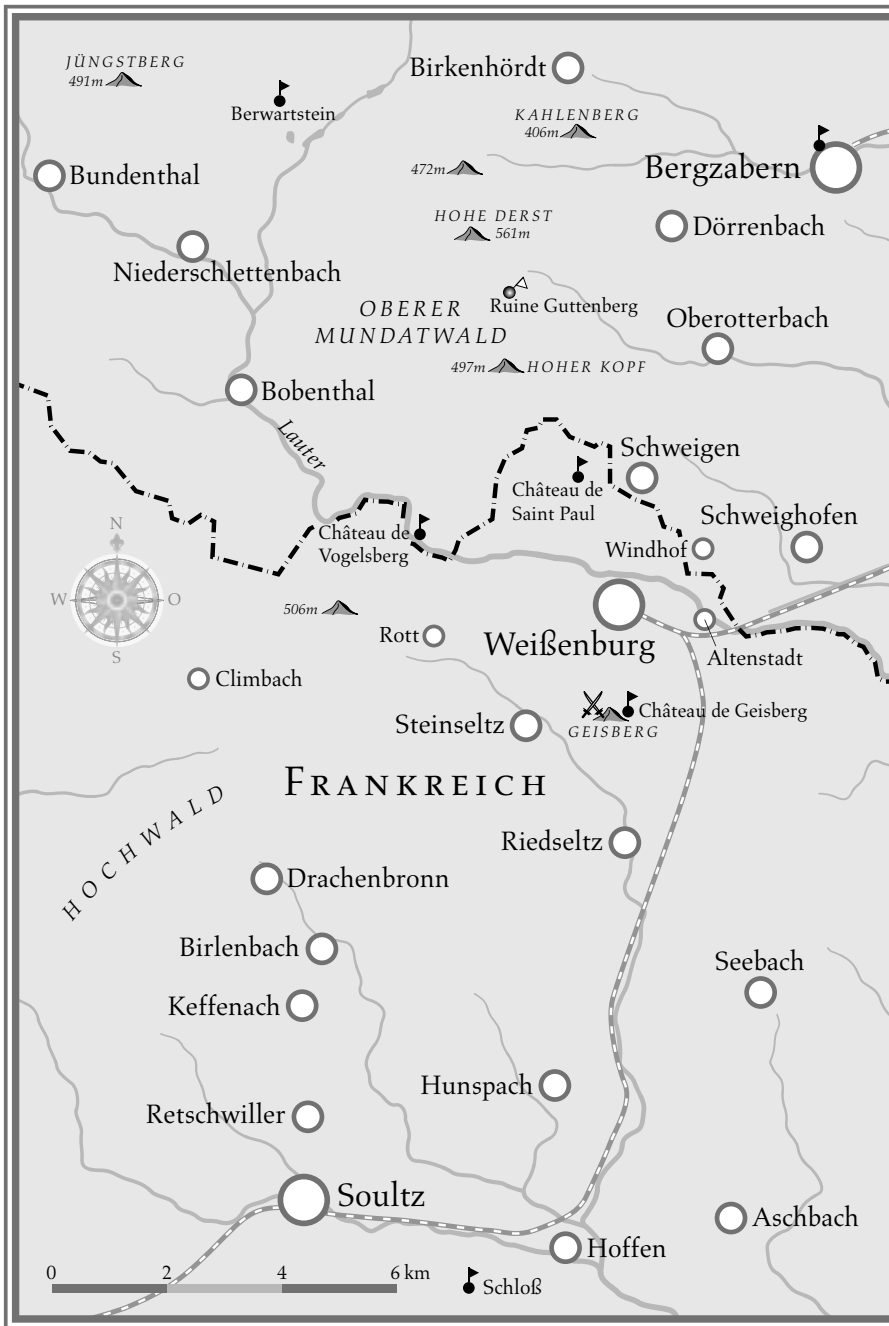 JÜNGSTBERG
491m
Berwartstein
Birkenhördt
KAHLENBERG
406m
Bergzabern
Bundenthal
472m
HOHE DERST
561m
Dörrenbach
Niederschlettenbach
Ruine Guttenberg
OBERER
MUNDATWALD
Oberotterbach
497m HOHER KOPF
Bobenthal
Lauter
Schweigen
Château de
Saint Paul
Schweighofen
Château de
Vogelsberg
Windhof
N
W O
S
506m
Rott
Weißenburg
Altenstadt
Climbach
Steinseltz
Château de Geisberg
GEISBERG
FRANKREICH
HOCHWALD
Riedseltz
Drachenbronn
Birlenbach
Seebach
Keffenach
Hunspach
Retschwiller
Soultz
Aschbach
Hoffen
0 2 4 6 km
Schloß